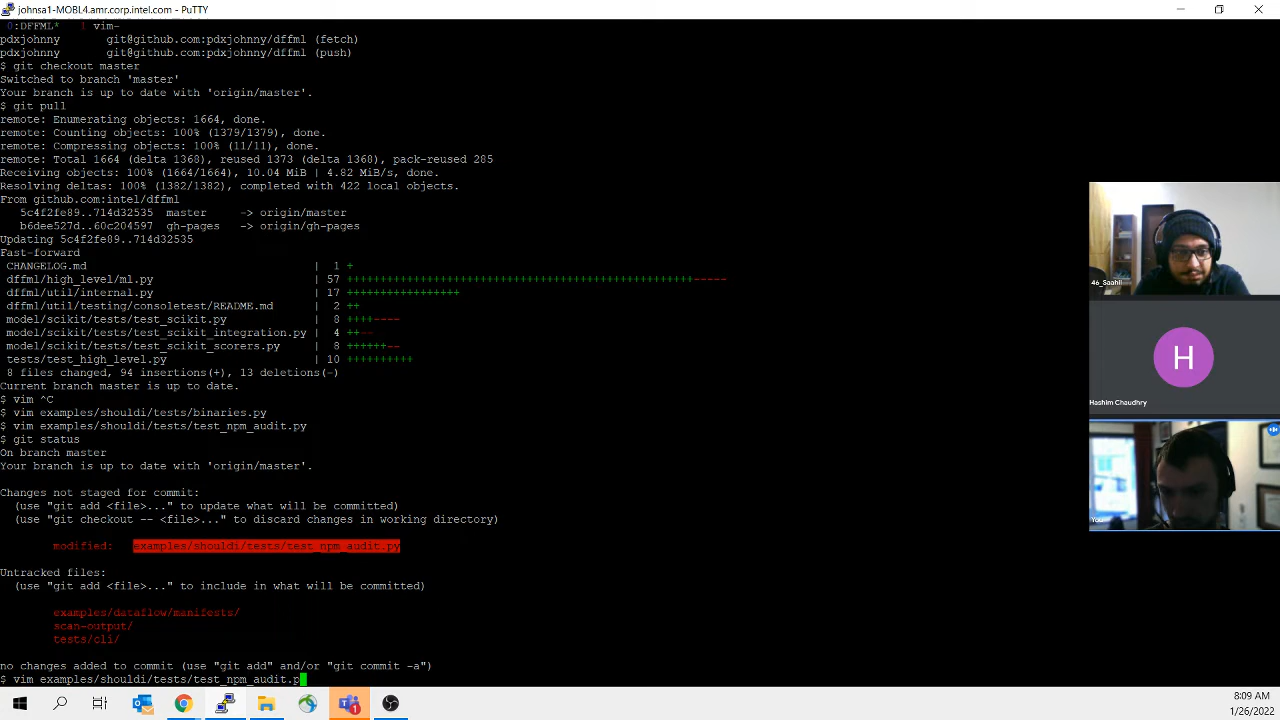 johnsa1-MOBL4.amr.corp.intel.com - PuTTY
0:DFFML* 1 vim-
pdxjohnny git@github.com:pdxjohnny/dffml (fetch)
pdxjohnny git@github.com:pdxjohnny/dffml (push)
$ git checkout master
Switched to branch 'master'
Your branch is up to date with 'origin/master'.
$ git pull
remote: Enumerating objects: 1664, done.
remote: Counting objects: 100% (1379/1379), done.
remote: Compressing objects: 100% (11/11), done.
remote: Total 1664 (delta 1368), reused 1373 (delta 1368), pack-reused 285
Receiving objects: 100% (1664/1664), 10.04 MiB | 4.82 MiB/s, done.
Resolving deltas: 100% (1382/1382), completed with 422 local objects.
From github.com:intel/dffml
5c4f2fe89..714d32535 master -> origin/master
b6dee527d..60c204597 gh-pages -> origin/gh-pages
Updating 5c4f2fe89..714d32535
Fast-forward
CHANGELOG.md | 1 +
dffml/high_level/ml.py | 57 ++++++++++++++++++++++++++++++++++++++++++++++++++++-----
dffml/util/internal.py | 17 +++++++++++++++++
dffml/util/testing/consoletest/README.md | 2 ++
model/scikit/tests/test_scikit.py | 8 ++++----
model/scikit/tests/test_scikit_integration.py | 4 ++--
model/scikit/tests/test_scikit_scorers.py | 8 ++++++--
tests/test_high_level.py | 10 ++++++++++
8 files changed, 94 insertions(+), 13 deletions(-)
Current branch master is up to date.
$ vim ^C
$ vim examples/shouldi/tests/binaries.py
$ vim examples/shouldi/tests/test_npm_audit.py
$ git status
On branch master
Your branch is up to date with 'origin/master'.
Changes not staged for commit:
(use "git add <file>..." to update what will be committed)
(use "git checkout -- <file>..." to discard changes in working directory)
modified: examples/shouldi/tests/test_npm_audit.py
Untracked files:
(use "git add <file>..." to include in what will be committed)
examples/dataflow/manifests/
scan-output/
tests/cli/
no changes added to commit (use "git add" and/or "git commit -a")
$ vim examples/shouldi/tests/test_npm_audit.p
46_Saahil
H
Hashim Chaudhry
You
1
8:09 AM
1/26/2022